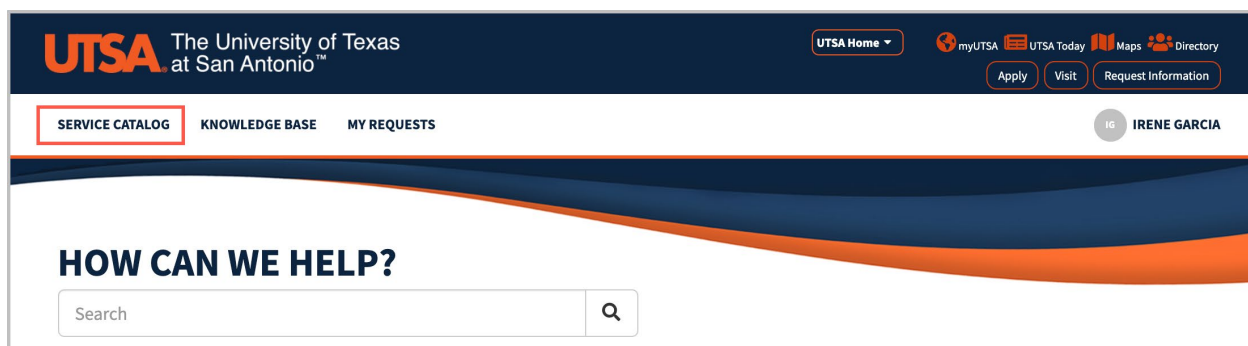 UTSA. The University of Texas
at San Antonio™
UTSA Home
myUTSA UTSA Today Maps Directory
Apply Visit Request Information
SERVICE CATALOG KNOWLEDGE BASE MY REQUESTS
IG IRENE GARCIA
HOW CAN WE HELP?
Search